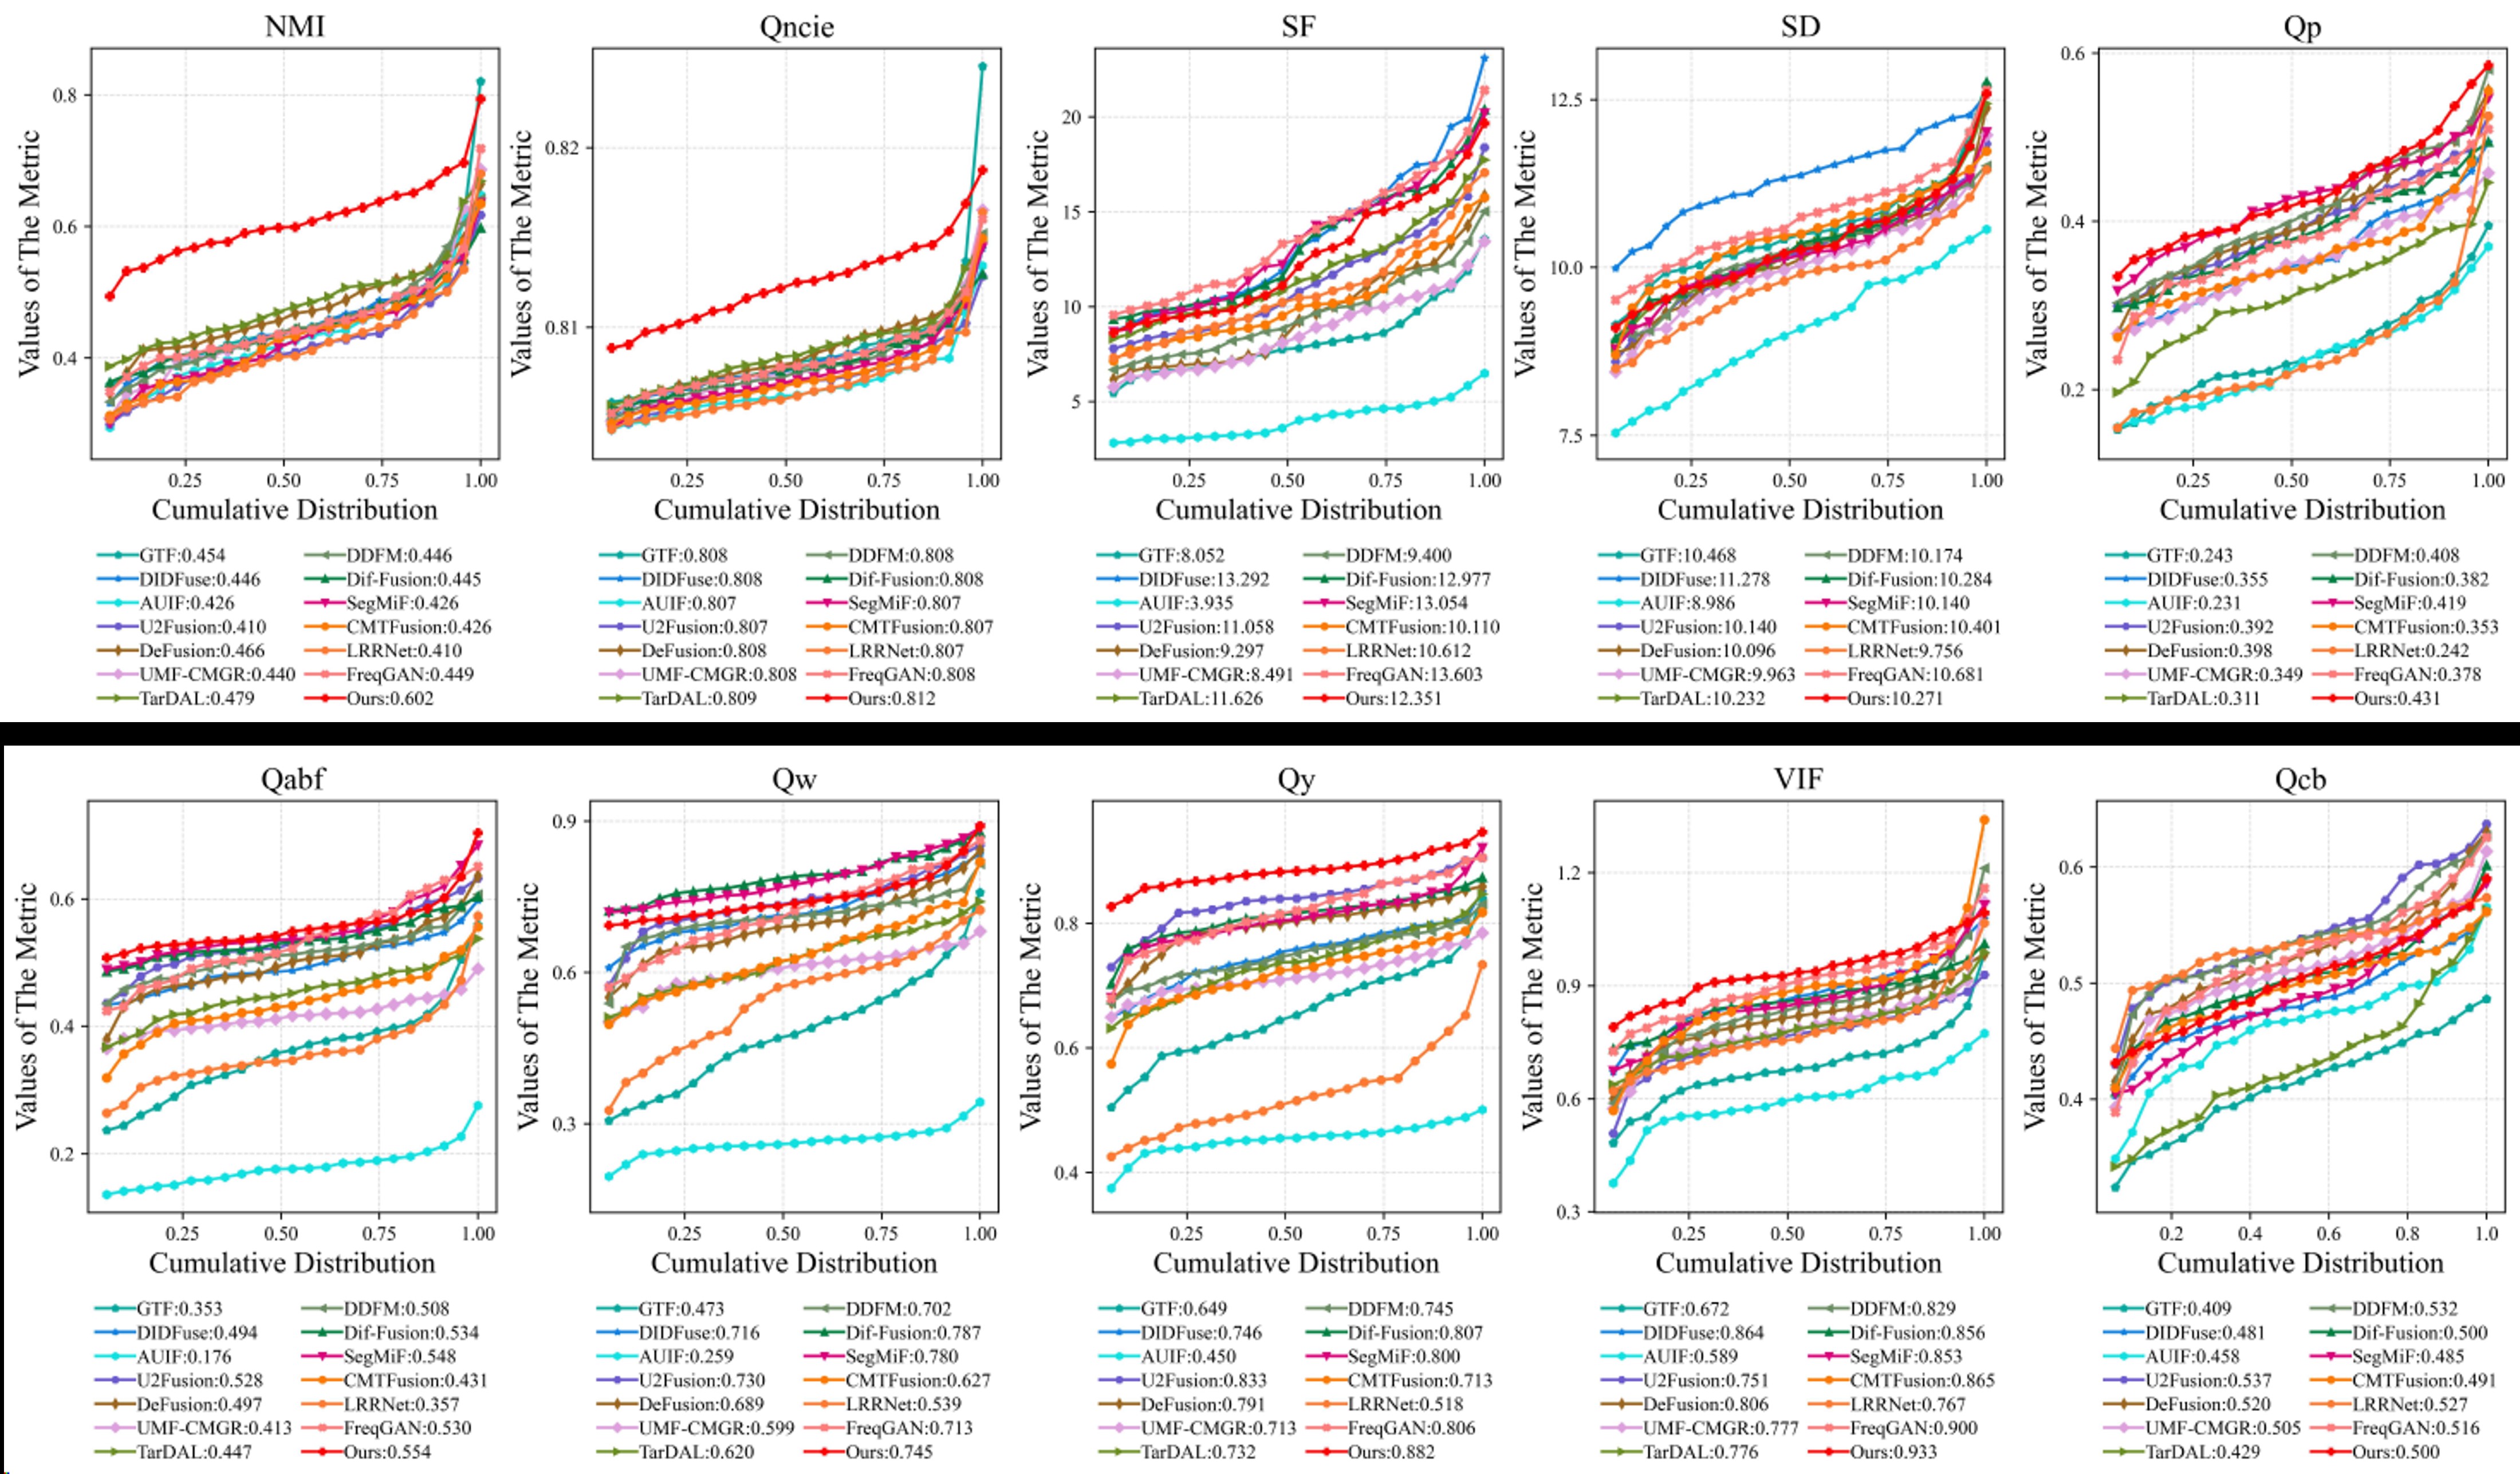 NMI
Qncie
SF
SD
Qp
Values of The Metric
0.8
0.6
0.4
0.25 0.50 0.75 1.00
Cumulative Distribution
Values of The Metric
0.82
0.81
0.25 0.50 0.75 1.00
Cumulative Distribution
Values of The Metric
20
15
10
5
0.25 0.50 0.75 1.00
Cumulative Distribution
Values of The Metric
12.5
10.0
7.5
0.25 0.50 0.75 1.00
Cumulative Distribution
Values of The Metric
0.6
0.4
0.2
0.25 0.50 0.75 1.00
Cumulative Distribution
GTF:0.454 DDFM:0.446
DIDFuse:0.446 Dif-Fusion:0.445
AUIF:0.426 SegMiF:0.426
U2Fusion:0.410 CMTFusion:0.426
DeFusion:0.466 LRRNet:0.410
UMF-CMGR:0.440 FreqGAN:0.449
TarDAL:0.479 Ours:0.602
GTF:0.808 DDFM:0.808
DIDFuse:0.808 Dif-Fusion:0.808
AUIF:0.807 SegMiF:0.807
U2Fusion:0.807 CMTFusion:0.807
DeFusion:0.808 LRRNet:0.807
UMF-CMGR:0.808 FreqGAN:0.808
TarDAL:0.809 Ours:0.812
GTF:8.052 DDFM:9.400
DIDFuse:13.292 Dif-Fusion:12.977
AUIF:3.935 SegMiF:13.054
U2Fusion:11.058 CMTFusion:10.110
DeFusion:9.297 LRRNet:10.612
UMF-CMGR:8.491 FreqGAN:13.603
TarDAL:11.626 Ours:12.351
GTF:10.468 DDFM:10.174
DIDFuse:11.278 Dif-Fusion:10.284
AUIF:8.986 SegMiF:10.140
U2Fusion:10.140 CMTFusion:10.401
DeFusion:10.096 LRRNet:9.756
UMF-CMGR:9.963 FreqGAN:10.681
TarDAL:10.232 Ours:10.271
GTF:0.243 DDFM:0.408
DIDFuse:0.355 Dif-Fusion:0.382
AUIF:0.231 SegMiF:0.419
U2Fusion:0.392 CMTFusion:0.353
DeFusion:0.398 LRRNet:0.242
UMF-CMGR:0.349 FreqGAN:0.378
TarDAL:0.311 Ours:0.431
Qabf
Qw
Qy
VIF
Qcb
Values of The Metric
0.6
0.4
0.2
0.25 0.50 0.75 1.00
Cumulative Distribution
Values of The Metric
0.9
0.6
0.3
0.25 0.50 0.75 1.00
Cumulative Distribution
Values of The Metric
0.8
0.6
0.4
0.25 0.50 0.75 1.00
Cumulative Distribution
Values of The Metric
1.2
0.9
0.6
0.3
0.25 0.50 0.75 1.00
Cumulative Distribution
Values of The Metric
0.6
0.5
0.4
0.2 0.4 0.6 0.8 1.0
Cumulative Distribution
GTF:0.353 DDFM:0.508
DIDFuse:0.494 Dif-Fusion:0.534
AUIF:0.176 SegMiF:0.548
U2Fusion:0.528 CMTFusion:0.431
DeFusion:0.497 LRRNet:0.357
UMF-CMGR:0.413 FreqGAN:0.530
TarDAL:0.447 Ours:0.554
GTF:0.473 DDFM:0.702
DIDFuse:0.716 Dif-Fusion:0.787
AUIF:0.259 SegMiF:0.780
U2Fusion:0.730 CMTFusion:0.627
DeFusion:0.689 LRRNet:0.539
UMF-CMGR:0.599 FreqGAN:0.713
TarDAL:0.620 Ours:0.745
GTF:0.649 DDFM:0.745
DIDFuse:0.746 Dif-Fusion:0.807
AUIF:0.450 SegMiF:0.800
U2Fusion:0.833 CMTFusion:0.713
DeFusion:0.791 LRRNet:0.518
UMF-CMGR:0.713 FreqGAN:0.806
TarDAL:0.732 Ours:0.882
GTF:0.672 DDFM:0.829
DIDFuse:0.864 Dif-Fusion:0.856
AUIF:0.589 SegMiF:0.853
U2Fusion:0.751 CMTFusion:0.865
DeFusion:0.806 LRRNet:0.767
UMF-CMGR:0.777 FreqGAN:0.900
TarDAL:0.776 Ours:0.933
GTF:0.409 DDFM:0.532
DIDFuse:0.481 Dif-Fusion:0.500
AUIF:0.458 SegMiF:0.485
U2Fusion:0.537 CMTFusion:0.491
DeFusion:0.520 LRRNet:0.527
UMF-CMGR:0.505 FreqGAN:0.516
TarDAL:0.429 Ours:0.500